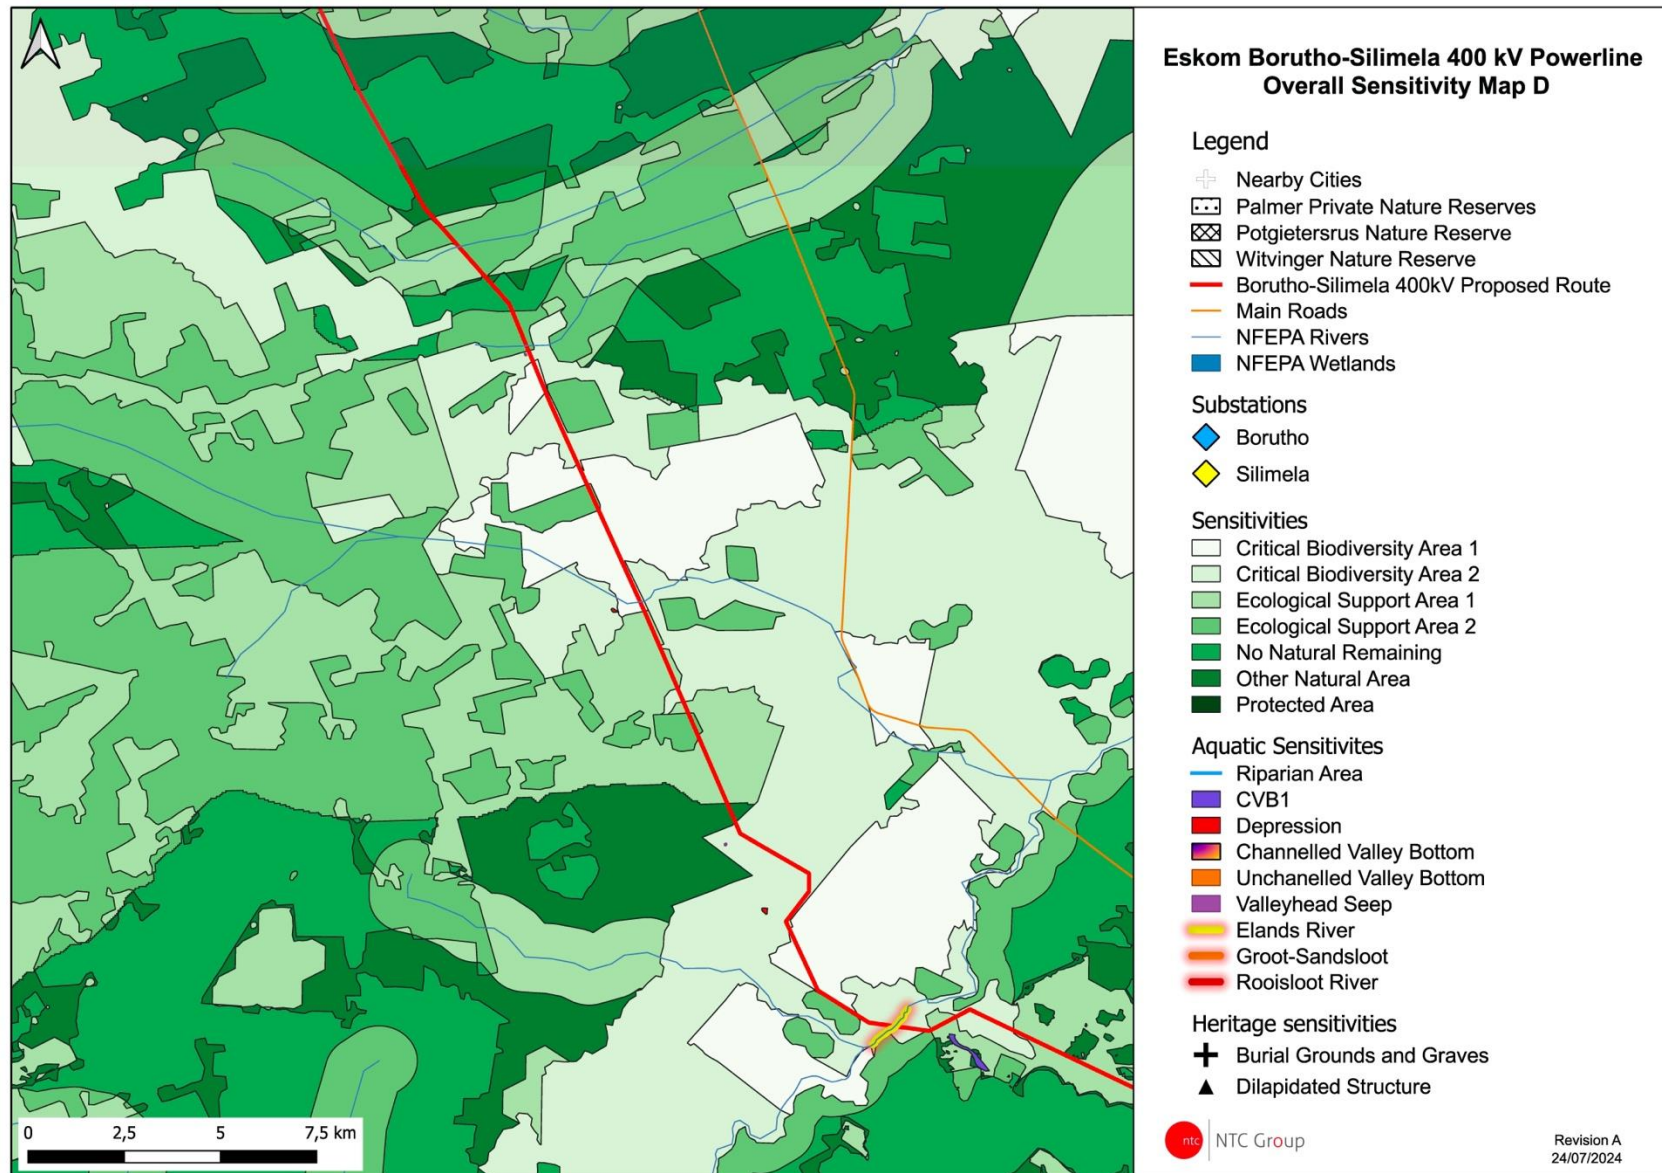 Eskom Borutho-Silimela 400 kV Powerline
Overall Sensitivity Map D
Legend
Nearby Cities
Palmer Private Nature Reserves
Potgietersrus Nature Reserve
Witvinger Nature Reserve
Borutho-Silimela 400kV Proposed Route
Main Roads
NFEPA Rivers
NFEPA Wetlands
Substations
Borutho
Silimela
Sensitivities
Critical Biodiversity Area 1
Critical Biodiversity Area 2
Ecological Support Area 1
Ecological Support Area 2
No Natural Remaining
Other Natural Area
Protected Area
Aquatic Sensitivites
Riparian Area
CVB1
Depression
Channelled Valley Bottom
Unchanelled Valley Bottom
Valleyhead Seep
Elands River
Groot-Sandsloot
Rooisloot River
Heritage sensitivities
Burial Grounds and Graves
Dilapidated Structure
0 2,5 5 7,5 km
ntc NTC Group
Revision A
24/07/2024